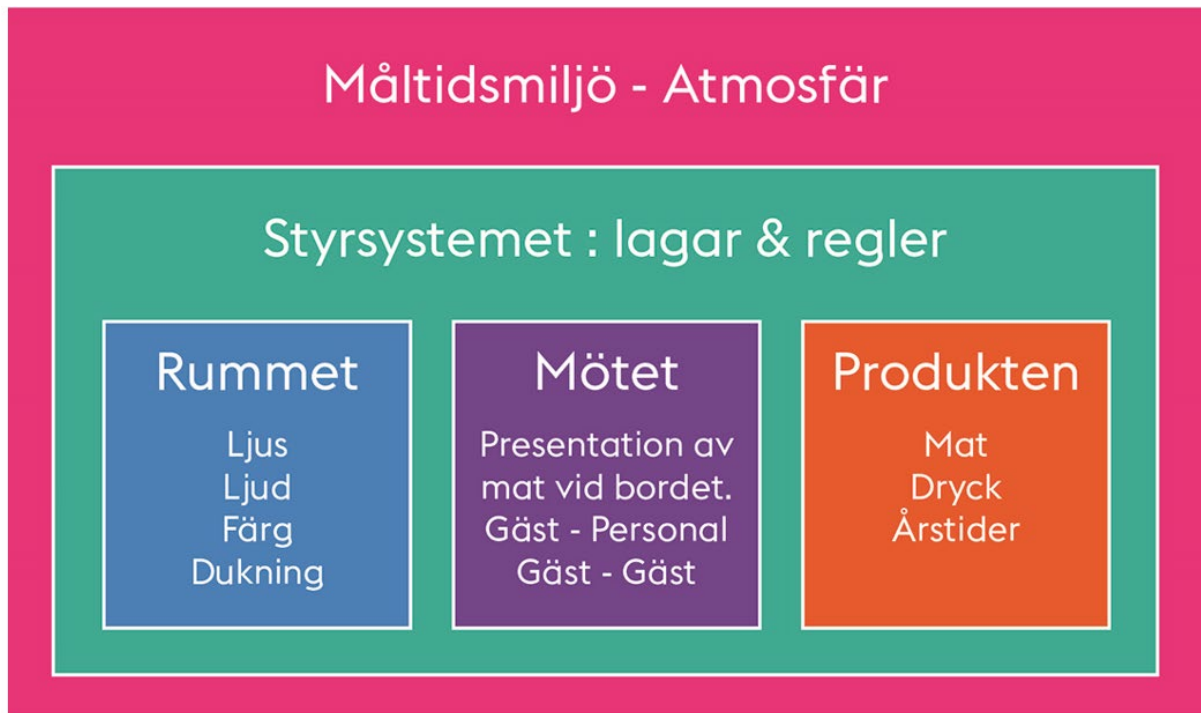 Måltidsmiljö - Atmosfär
Styrsystemet : lagar & regler
Rummet
Ljus
Ljud
Färg
Dukning
Mötet
Presentation av
mat vid bordet.
Gäst - Personal
Gäst - Gäst
Produkten
Mat
Dryck
Årstider